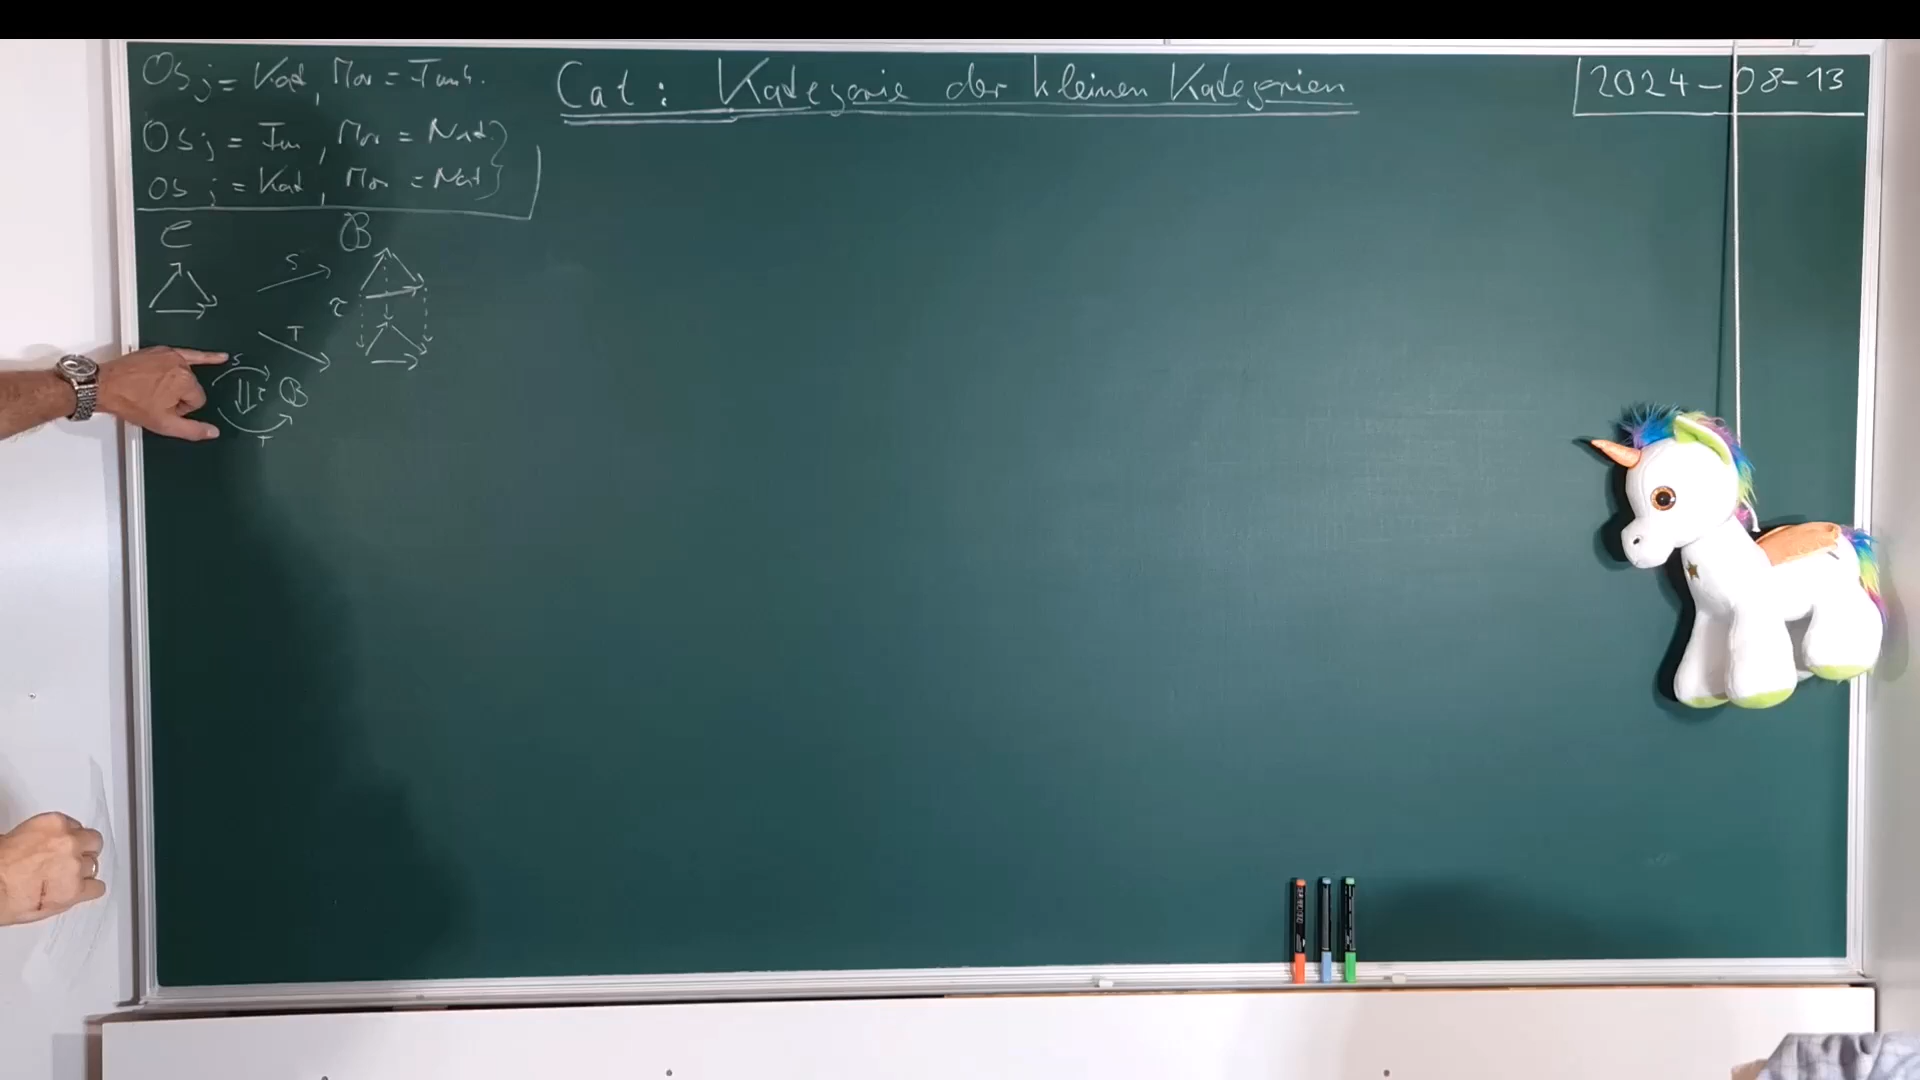 Obj = Kat, Mor = Funk.
Obj = Fun, Mor = Nat
Obj = Kat, Mor = Nat
Cat: Kategorie der kleinen Kategorien
2024-08-13
C B
S
τ
T
S
τ B
T